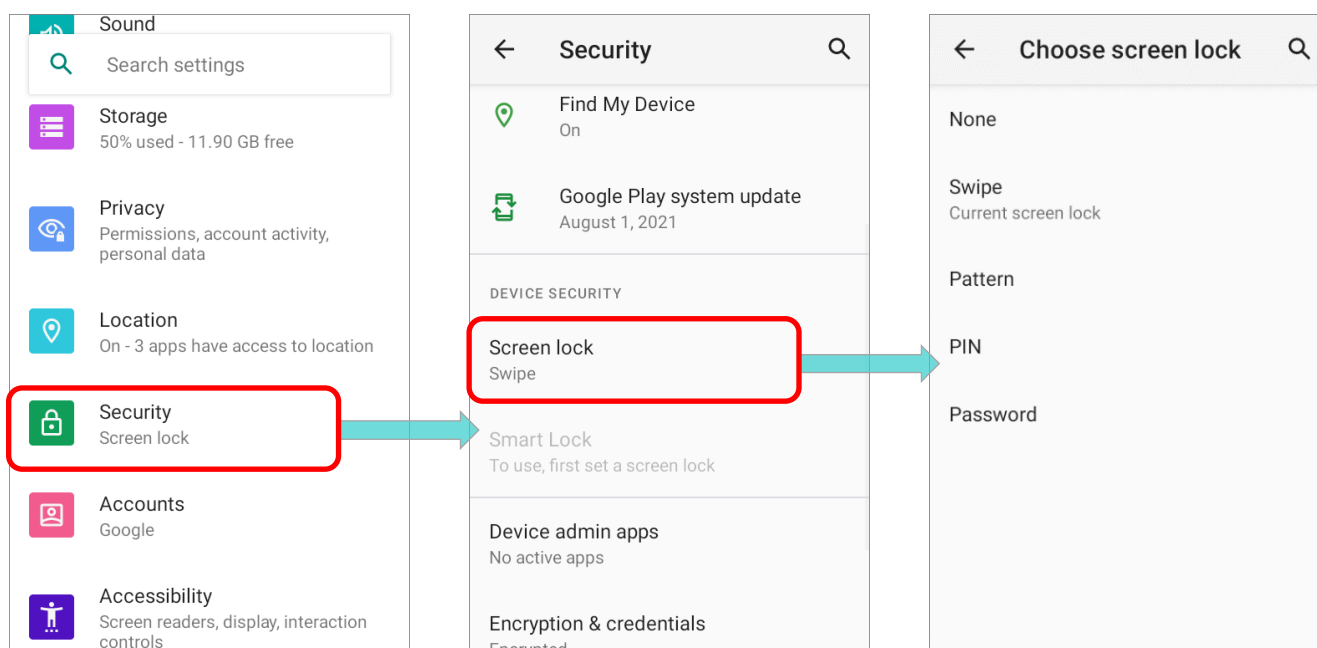 Sound
Search settings
Storage
50% used - 11.90 GB free
Privacy
Permissions, account activity,
personal data
Location
On - 3 apps have access to location
Security
Screen lock
Accounts
Google
Accessibility
Screen readers, display, interaction
controls
Security
Find My Device
On
Google Play system update
August 1, 2021
DEVICE SECURITY
Screen lock
Swipe
Smart Lock
To use, first set a screen lock
Device admin apps
No active apps
Encryption & credentials
Encrypted
Choose screen lock
None
Swipe
Current screen lock
Pattern
PIN
Password